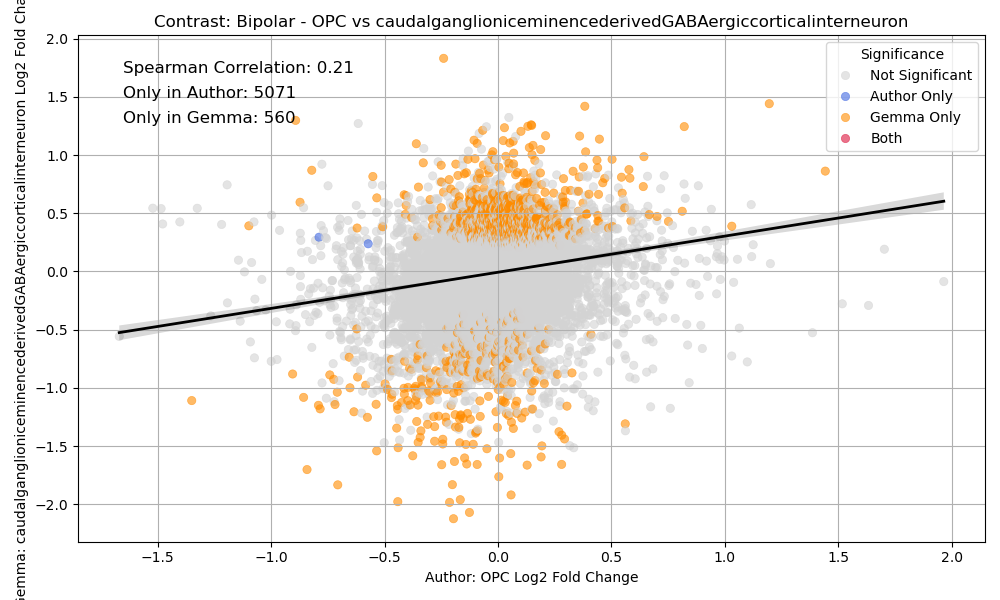 Contrast: Bipolar - OPC vs caudalganglioniceminencederivedGABAergiccorticalinterneuron
Spearman Correlation: 0.21
Only in Author: 5071
Only in Gemma: 560
Significance
Not Significant
Author Only
Gemma Only
Both
2.0
1.5
1.0
0.5
0.0
−0.5
−1.0
−1.5
−2.0
−1.5
−1.0
−0.5
0.0
0.5
1.0
1.5
2.0
Author: OPC Log2 Fold Change
caudalganglioniceminencederivedGABAergiccorticalinterneuron Log2 Fold